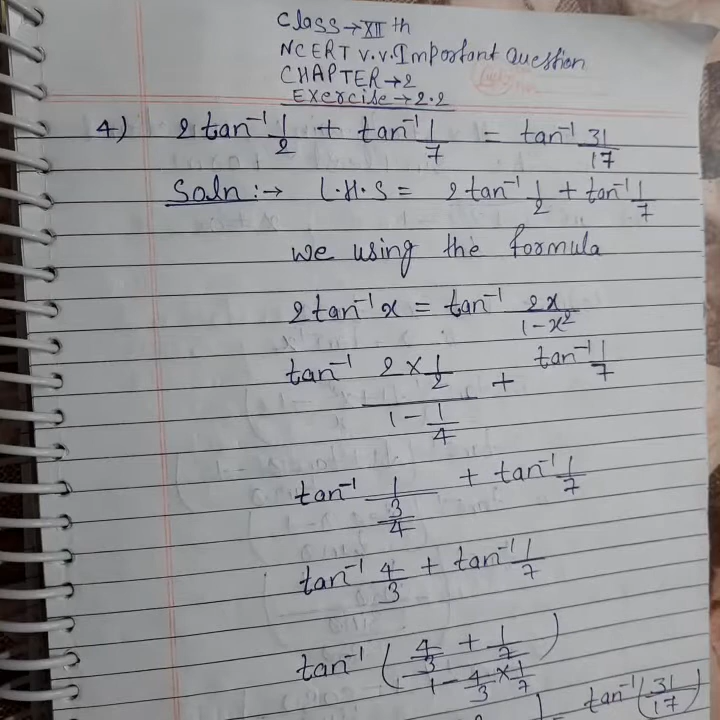 Class→XII th
NCERT v.v.Important Question
CHAPTER→2
Exercise→2.2
4) 2 tan⁻¹ 1/2 + tan⁻¹ 1/7 = tan⁻¹ 31/17
Soln :→ L.H.S = 2 tan⁻¹ 1/2 + tan⁻¹ 1/7
we using the formula
2 tan⁻¹ x = tan⁻¹ 2x/(1-x²)
tan⁻¹ (2×1/2)/(1-1/4) + tan⁻¹ 1/7
tan⁻¹ 1/(3/4) + tan⁻¹ 1/7
tan⁻¹ 4/3 + tan⁻¹ 1/7
tan⁻¹ ((4/3 + 1/7)/(1 - 4/3 × 1/7))
tan⁻¹ (31/17)